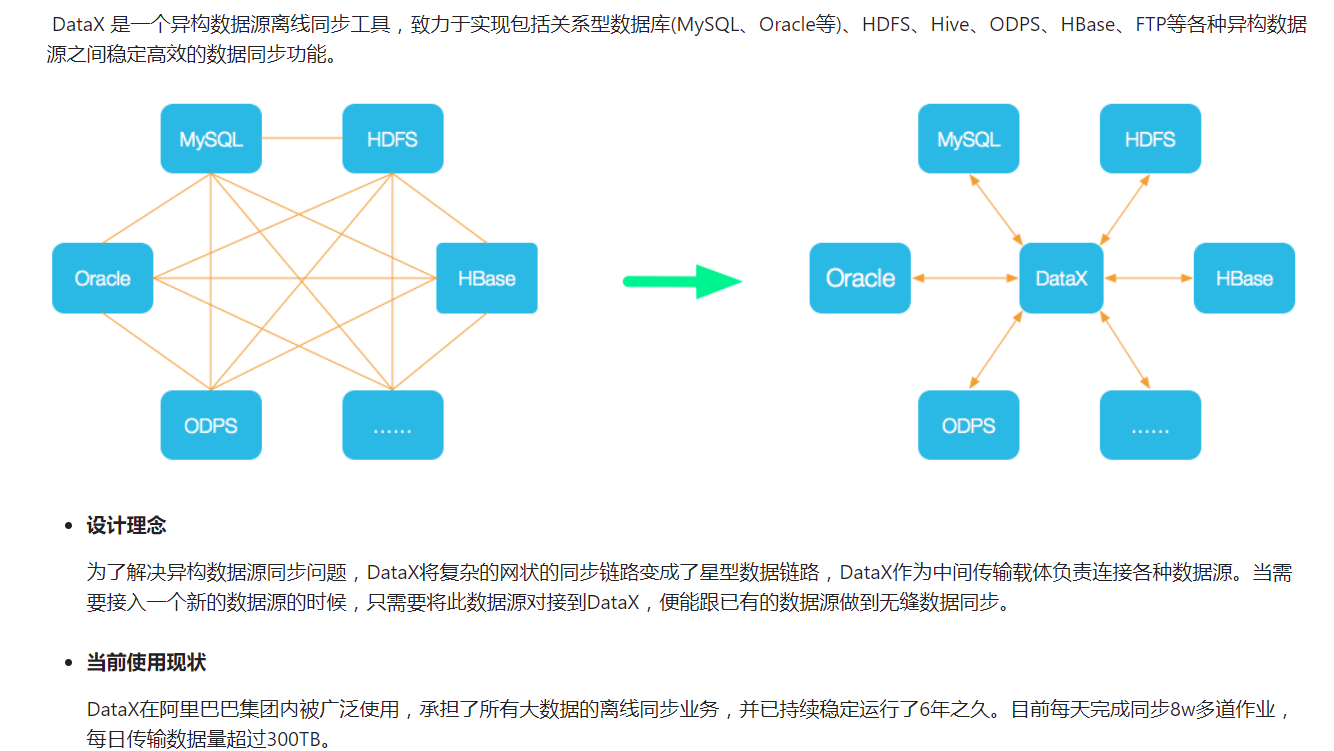 DataX 是一个异构数据源离线同步工具，致力于实现包括关系型数据库(MySQL、Oracle等)、HDFS、Hive、ODPS、HBase、FTP等各种异构数据
源之间稳定高效的数据同步功能。
MySQL
HDFS
Oracle
HBase
ODPS
……
MySQL
HDFS
Oracle
DataX
HBase
ODPS
……
• 设计理念
为了解决异构数据源同步问题，DataX将复杂的网状的同步链路变成了星型数据链路，DataX作为中间传输载体负责连接各种数据源。当需
要接入一个新的数据源的时候，只需要将此数据源对接到DataX，便能跟已有的数据源做到无缝数据同步。
• 当前使用现状
DataX在阿里巴巴集团内被广泛使用，承担了所有大数据的离线同步业务，并已持续稳定运行了6年之久。目前每天完成同步8w多道作业，
每日传输数据量超过300TB。